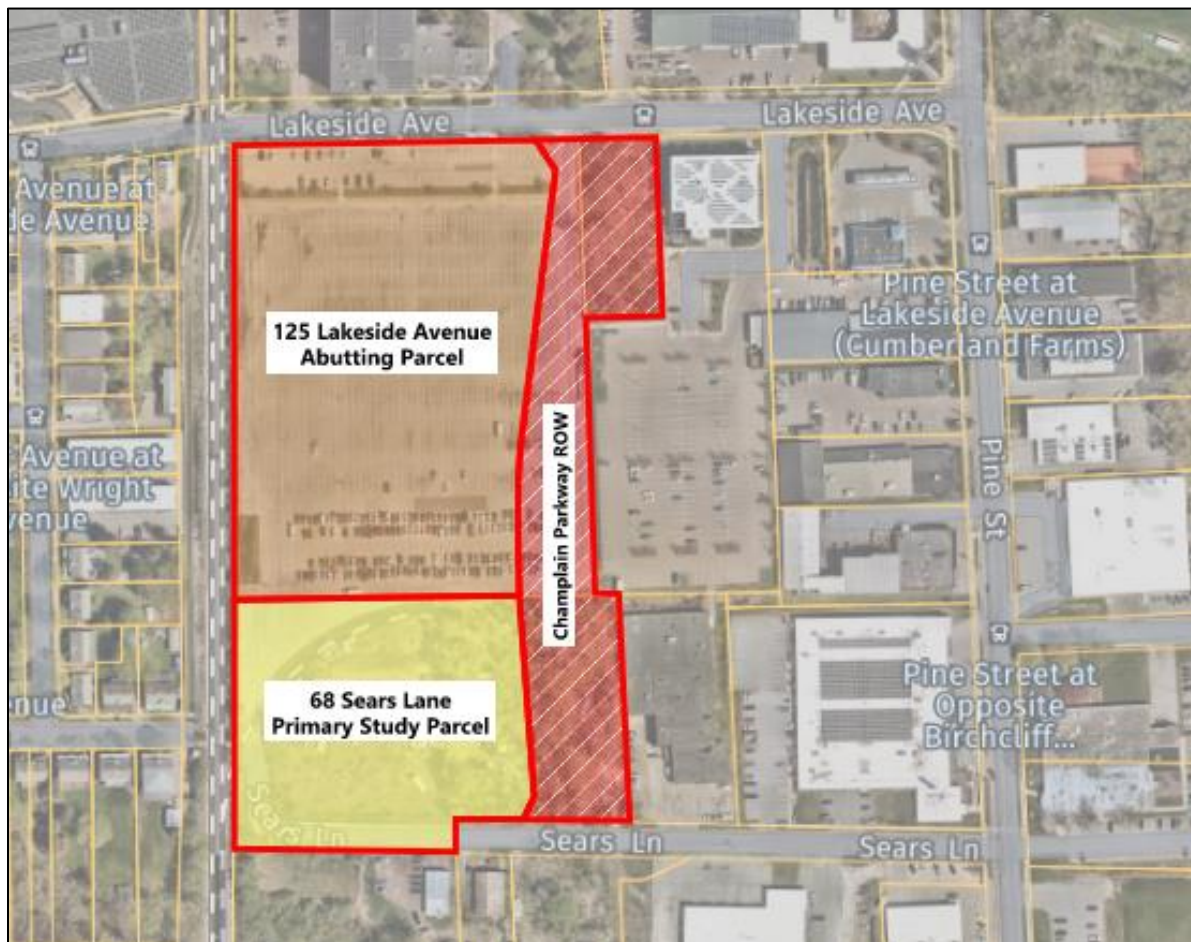 Lakeside Ave
Lakeside Ave
Avenue at
de Avenue
125 Lakeside Avenue
Abutting Parcel
Pine Street at
Lakeside Avenue
(Cumberland Farms)
Champlain Parkway ROW
Avenue at
ite Wright
venue
Pine St
68 Sears Lane
Primary Study Parcel
Pine Street at
Opposite
Birchcliff...
enue
Sears Ln
Sears Ln
Sears Ln